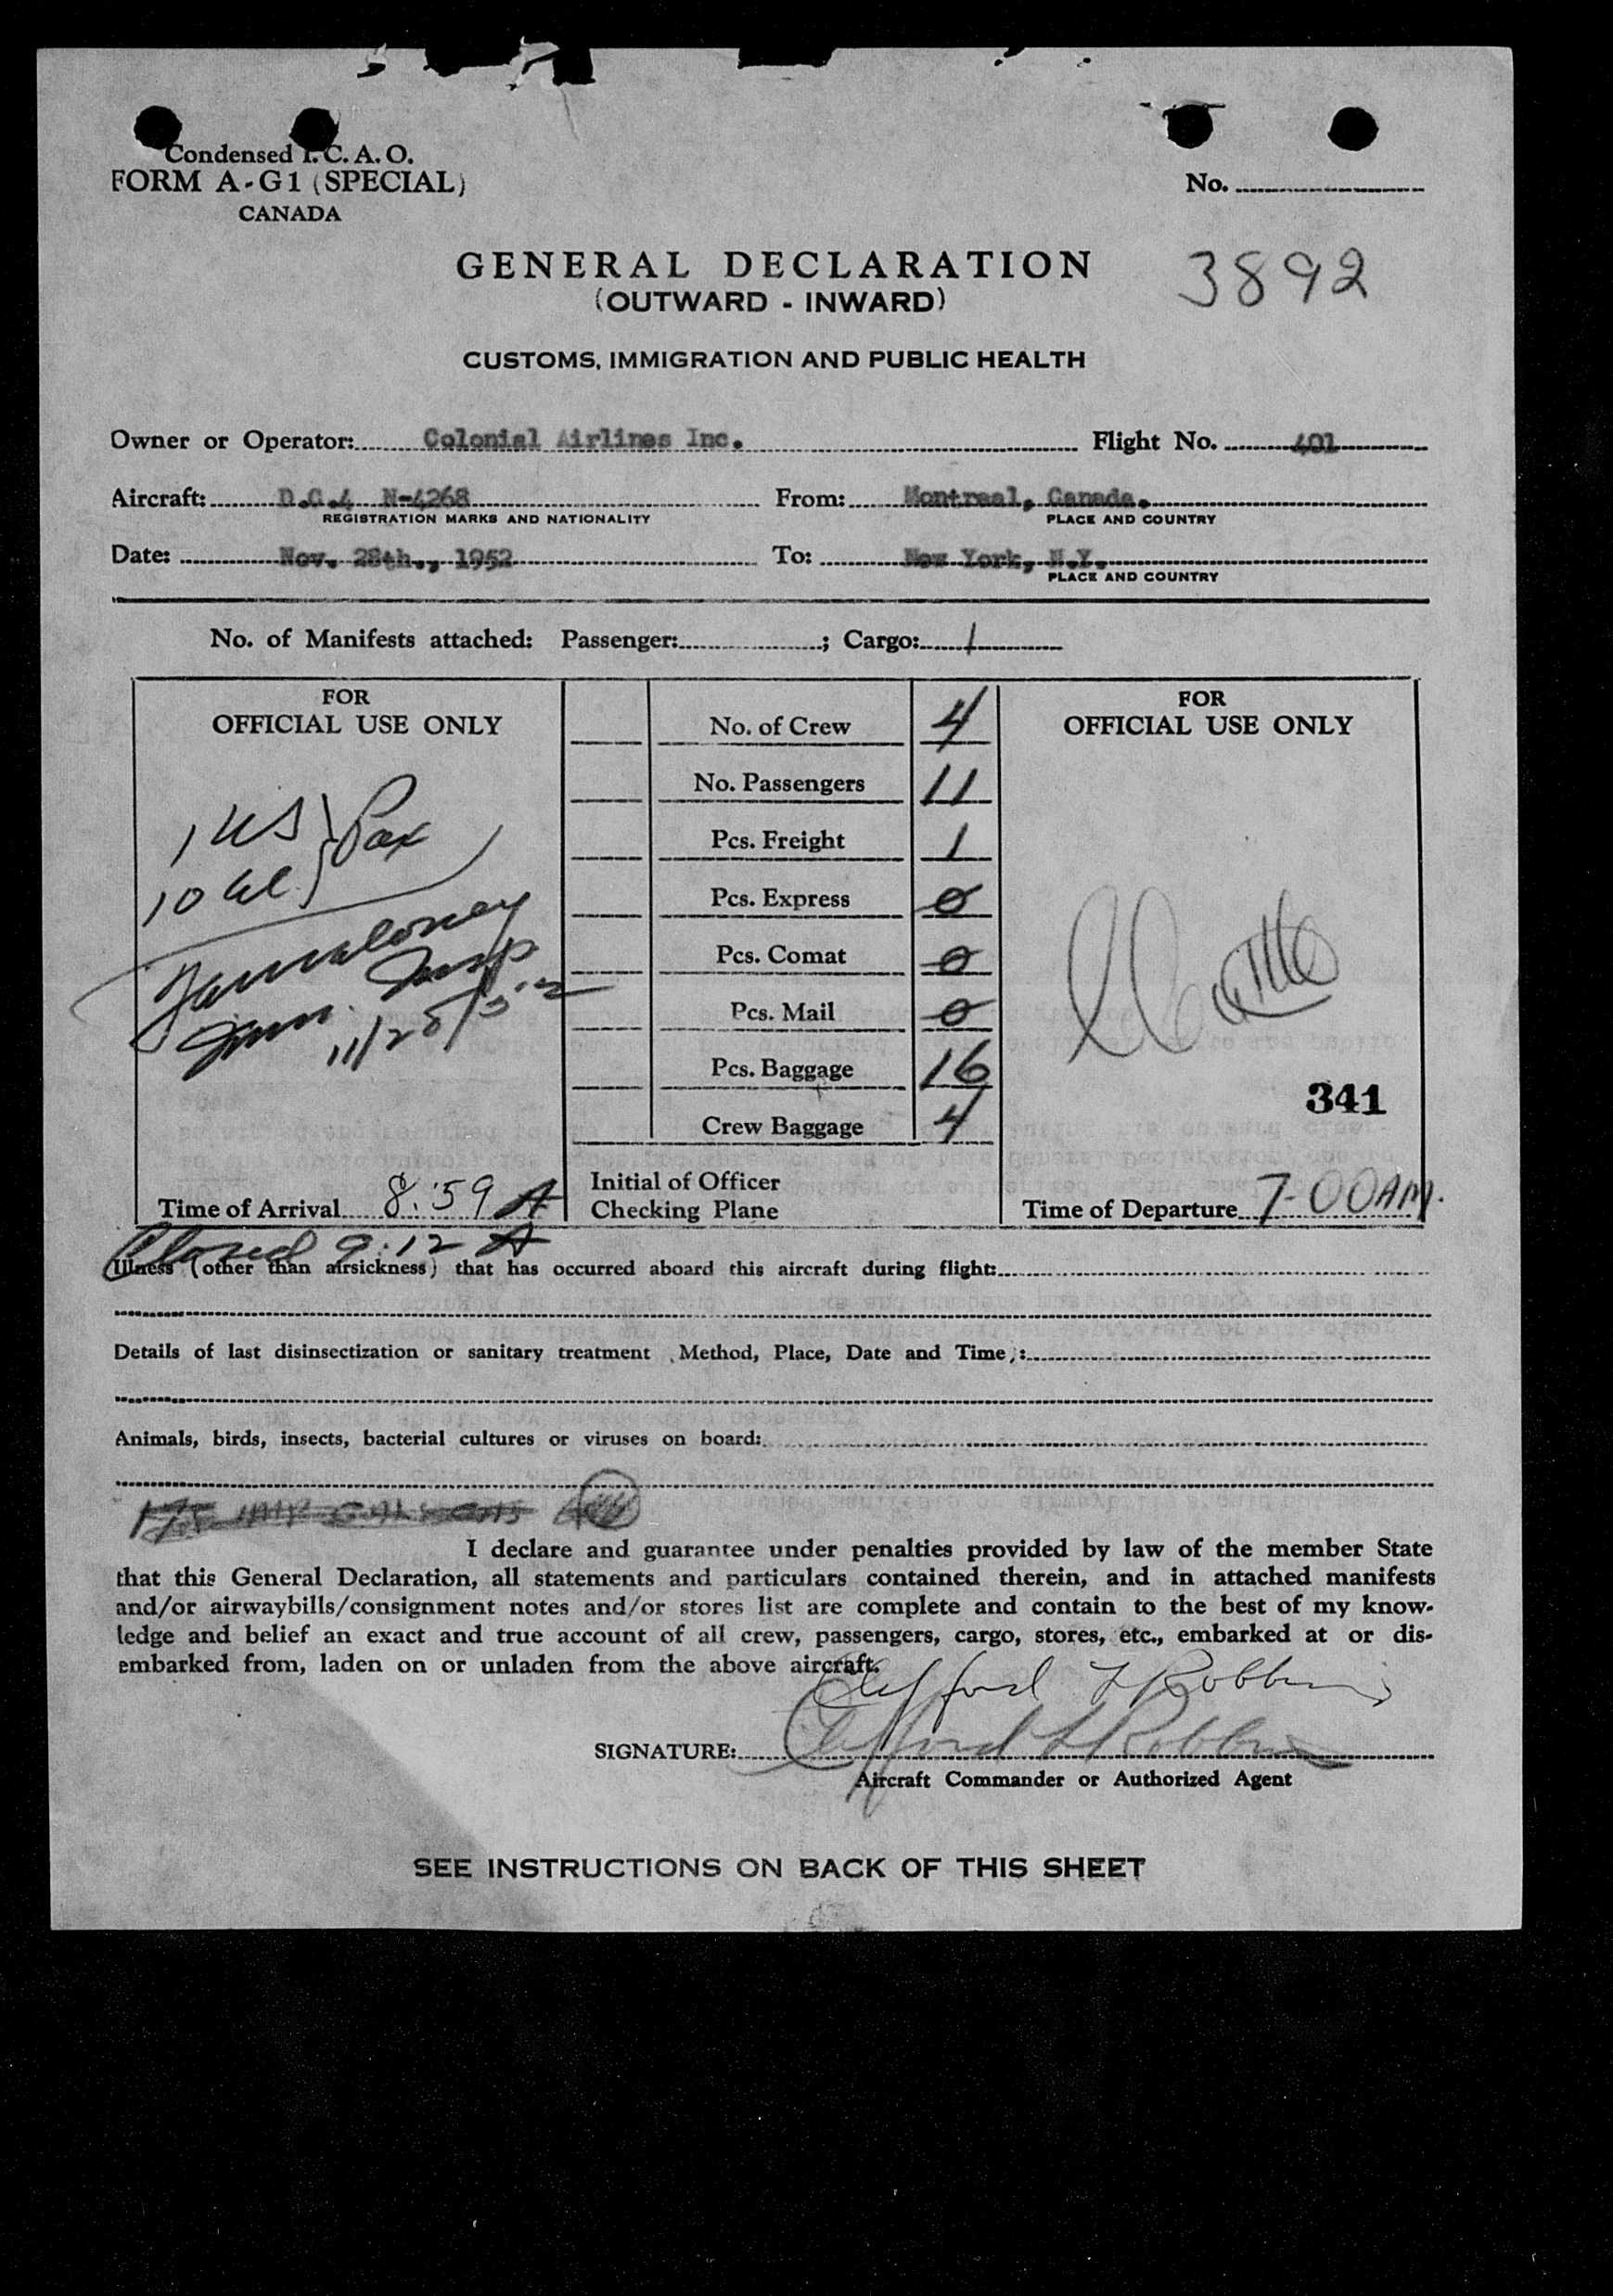 Condensed I. C. A. O.
FORM A-G1 (SPECIAL)
CANADA
No.
GENERAL DECLARATION
(OUTWARD - INWARD)
3892
CUSTOMS, IMMIGRATION AND PUBLIC HEALTH
Owner or Operator: Colonial Airlines Inc. Flight No. 401
Aircraft: D.C.4 N-4268 From: Montreal, Canada.
REGISTRATION MARKS AND NATIONALITY PLACE AND COUNTRY
Date: Nov. 28th., 1952 To: New York, N.Y.
PLACE AND COUNTRY
No. of Manifests attached: Passenger: ; Cargo: 1
FOR
OFFICIAL USE ONLY
1 US } Pax
10
Insp
Imm. 11/28/52
Time of Arrival 8:59 A
Closed 9:12 A
No. of Crew 4
No. Passengers 11
Pcs. Freight 1
Pcs. Express 0
Pcs. Comat 0
Pcs. Mail 0
Pcs. Baggage 16
Crew Baggage 4
Initial of Officer
Checking Plane
FOR
OFFICIAL USE ONLY
341
Time of Departure 7-00 AM.
Illness (other than airsickness) that has occurred aboard this aircraft during flight:
Details of last disinsectization or sanitary treatment (Method, Place, Date and Time):
Animals, birds, insects, bacterial cultures or viruses on board:
I declare and guarantee under penalties provided by law of the member State
that this General Declaration, all statements and particulars contained therein, and in attached manifests
and/or airwaybills/consignment notes and/or stores list are complete and contain to the best of my know-
ledge and belief an exact and true account of all crew, passengers, cargo, stores, etc., embarked at or dis-
embarked from, laden on or unladen from the above aircraft.
Clifford L Robbins
SIGNATURE: Clifford L Robbins
Aircraft Commander or Authorized Agent
SEE INSTRUCTIONS ON BACK OF THIS SHEET